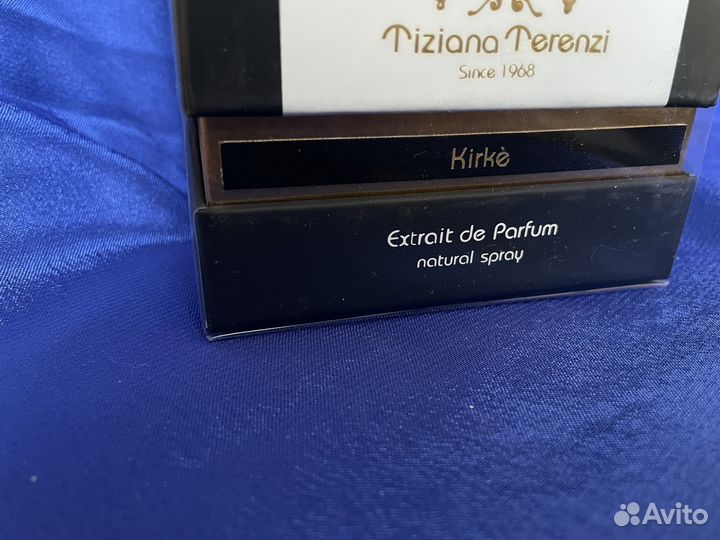 Tiziana Terenzi
Since 1968
Kirkè
Extrait de Parfum
natural spray
Avito